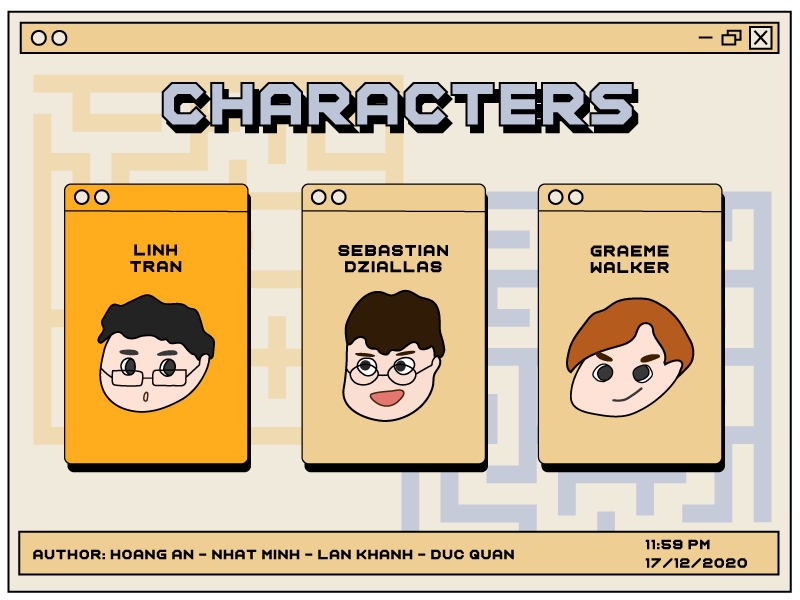 CHARACTERS
LINH
TRAN
SEBASTIAN
DZIALLAS
GRAEME
WALKER
AUTHOR: HOANG AN - NHAT MINH - LAN KHANH - DUC QUAN
11:59 PM
17/12/2020